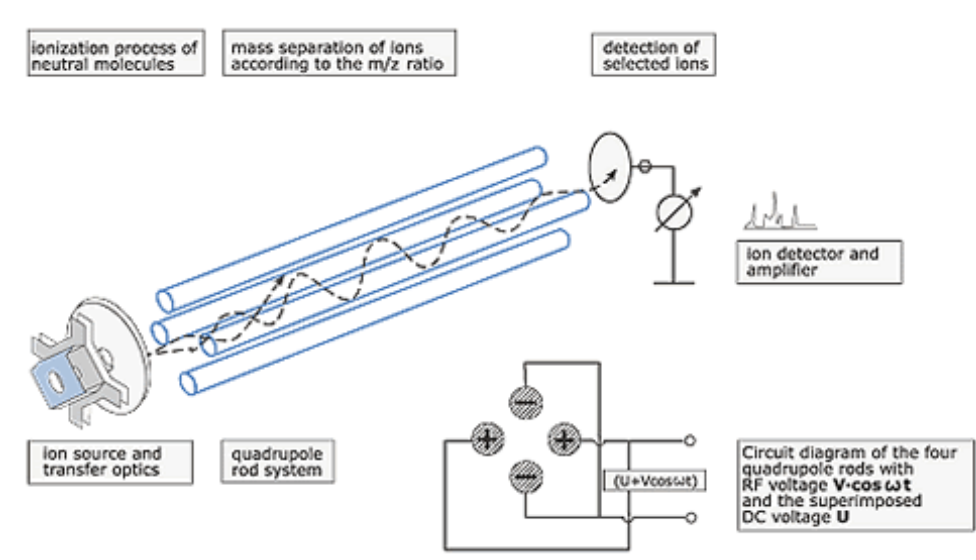 ionization process of
neutral molecules
mass separation of ions
according to the m/z ratio
detection of
selected ions
ion detector and
amplifier
ion source and
transfer optics
quadrupole
rod system
(U+Vcosωt)
Circuit diagram of the four
quadrupole rods with
RF voltage V·cos ωt
and the superimposed
DC voltage U